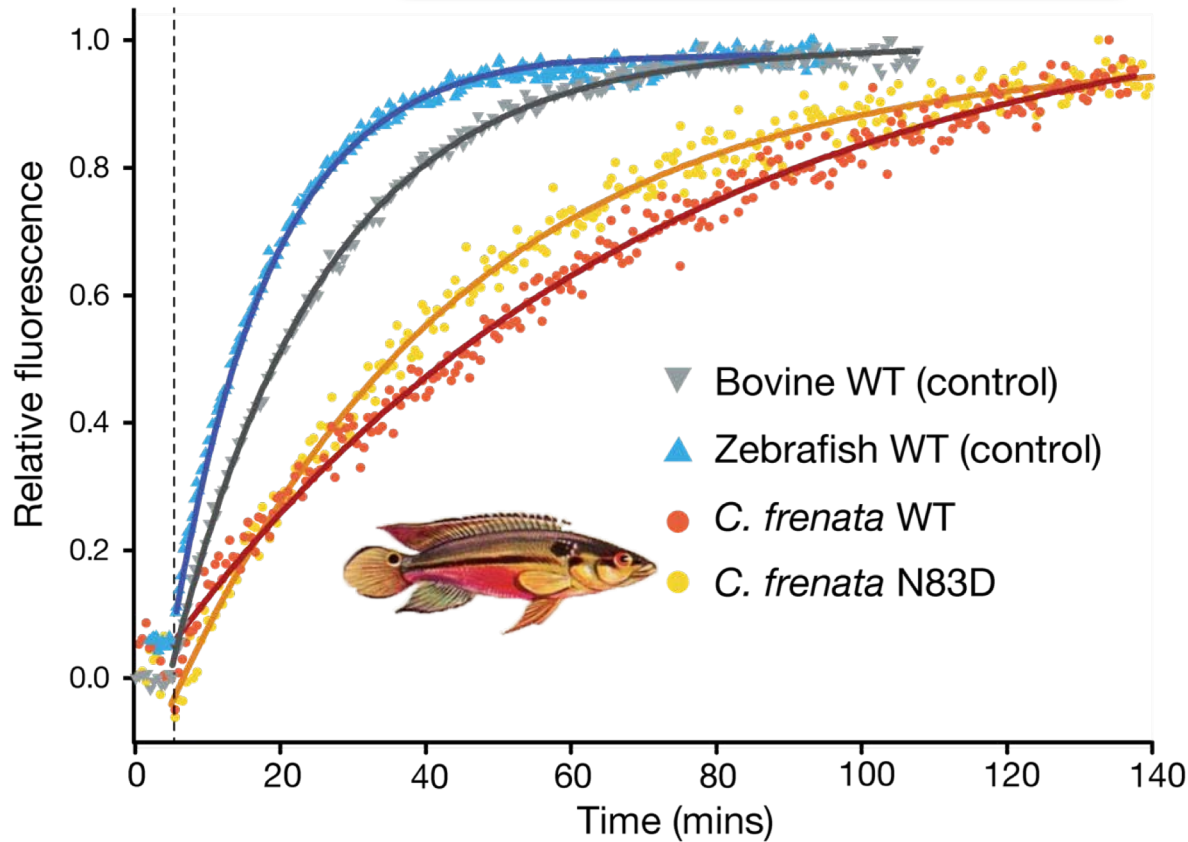 Relative fluorescence
1.0
0.8
0.6
0.4
0.2
0.0
Bovine WT (control)
Zebrafish WT (control)
C. frenata WT
C. frenata N83D
0 20 40 60 80 100 120 140
Time (mins)